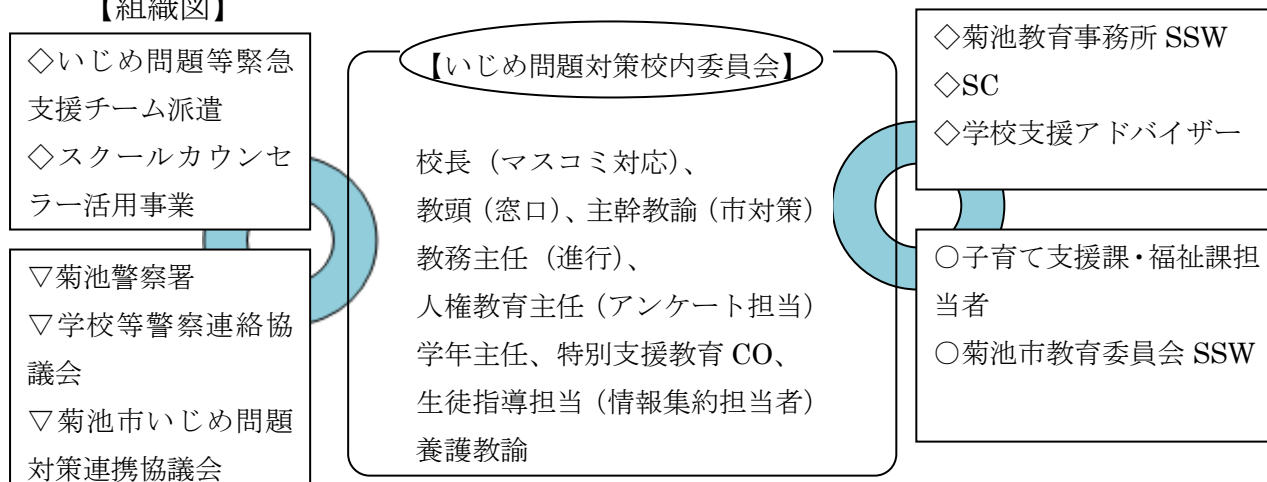 【組織図】
◇いじめ問題等緊急
支援チーム派遣
◇スクールカウンセ
ラー活用事業
▽菊池警察署
▽学校等警察連絡協
議会
▽菊池市いじめ問題
対策連携協議会
【いじめ問題対策校内委員会】
校長（マスコミ対応）、
教頭（窓口）、主幹教諭（市対策）
教務主任（進行）、
人権教育主任（アンケート担当）
学年主任、特別支援教育 CO、
生徒指導担当（情報集約担当者）
養護教諭
◇菊池教育事務所 SSW
◇SC
◇学校支援アドバイザー
○子育て支援課・福祉課担
当者
○菊池市教育委員会 SSW